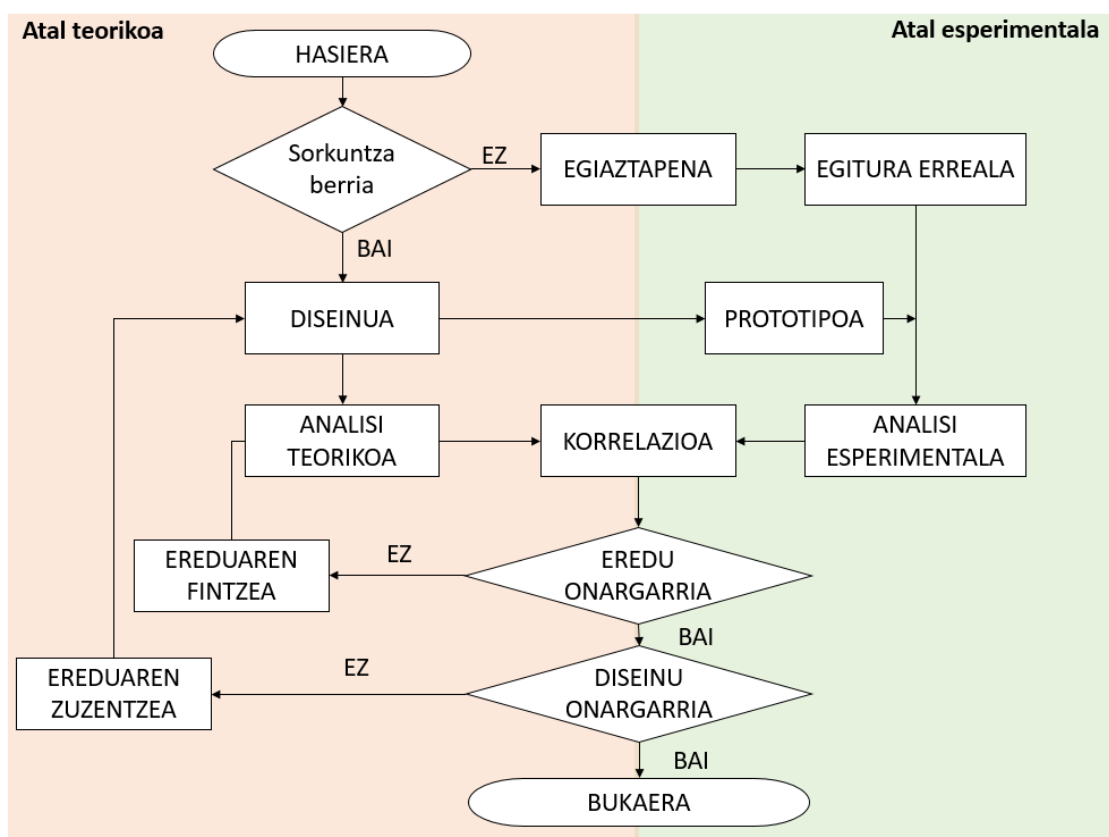 Atal teorikoa
Atal esperimentala
HASIERA
Sorkuntza
berria
EZ
EGIAZTAPENA
EGITURA ERREALA
BAI
DISEINUA
PROTOTIPOA
ANALISI
TEORIKOA
KORRELAZIOA
ANALISI
ESPERIMENTALA
EREDUAREN
FINTZEA
EZ
EREDU
ONARGARRIA
BAI
EREDUAREN
ZUZENTZEA
EZ
DISEINU
ONARGARRIA
BAI
BUKAERA